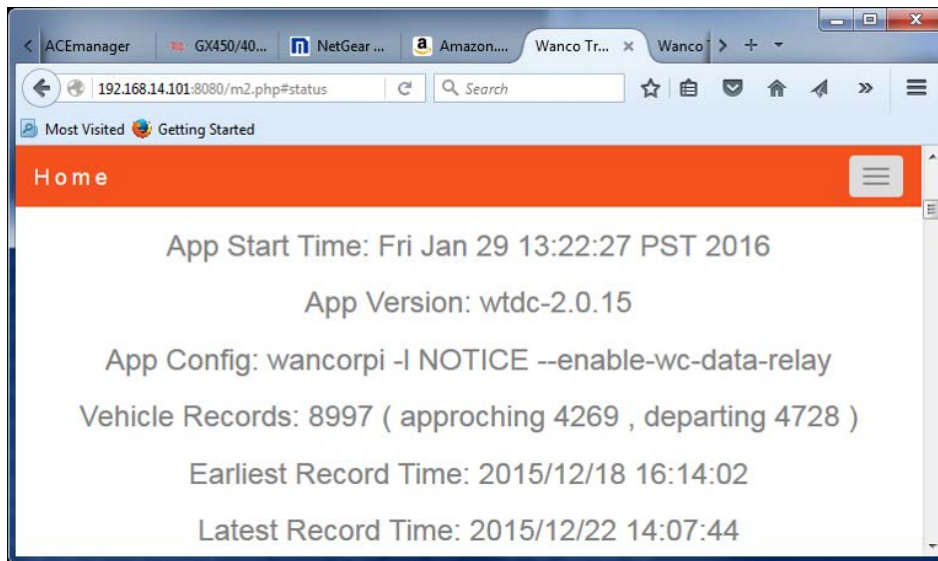 ACEmanager GX450/40... NetGear ... Amazon.... Wanco Tr... Wanco T
192.168.14.101:8080/m2.php#status Search
Most Visited Getting Started
Home
App Start Time: Fri Jan 29 13:22:27 PST 2016
App Version: wtdc-2.0.15
App Config: wancorpi -l NOTICE --enable-wc-data-relay
Vehicle Records: 8997 ( approching 4269 , departing 4728 )
Earliest Record Time: 2015/12/18 16:14:02
Latest Record Time: 2015/12/22 14:07:44